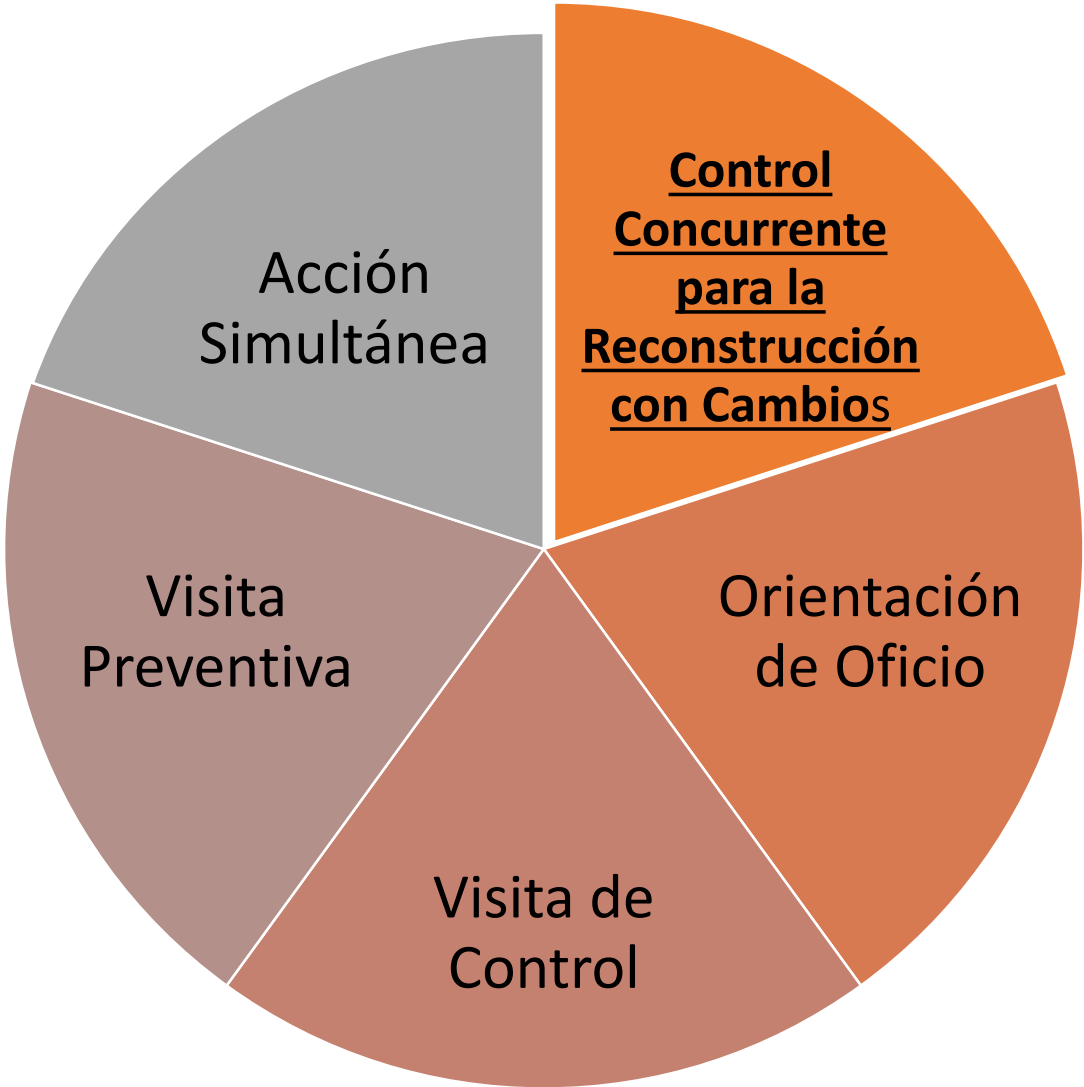 Control
Concurrente
para la
Reconstrucción
con Cambios
Orientación
de Oficio
Visita de
Control
Visita
Preventiva
Acción
Simultánea